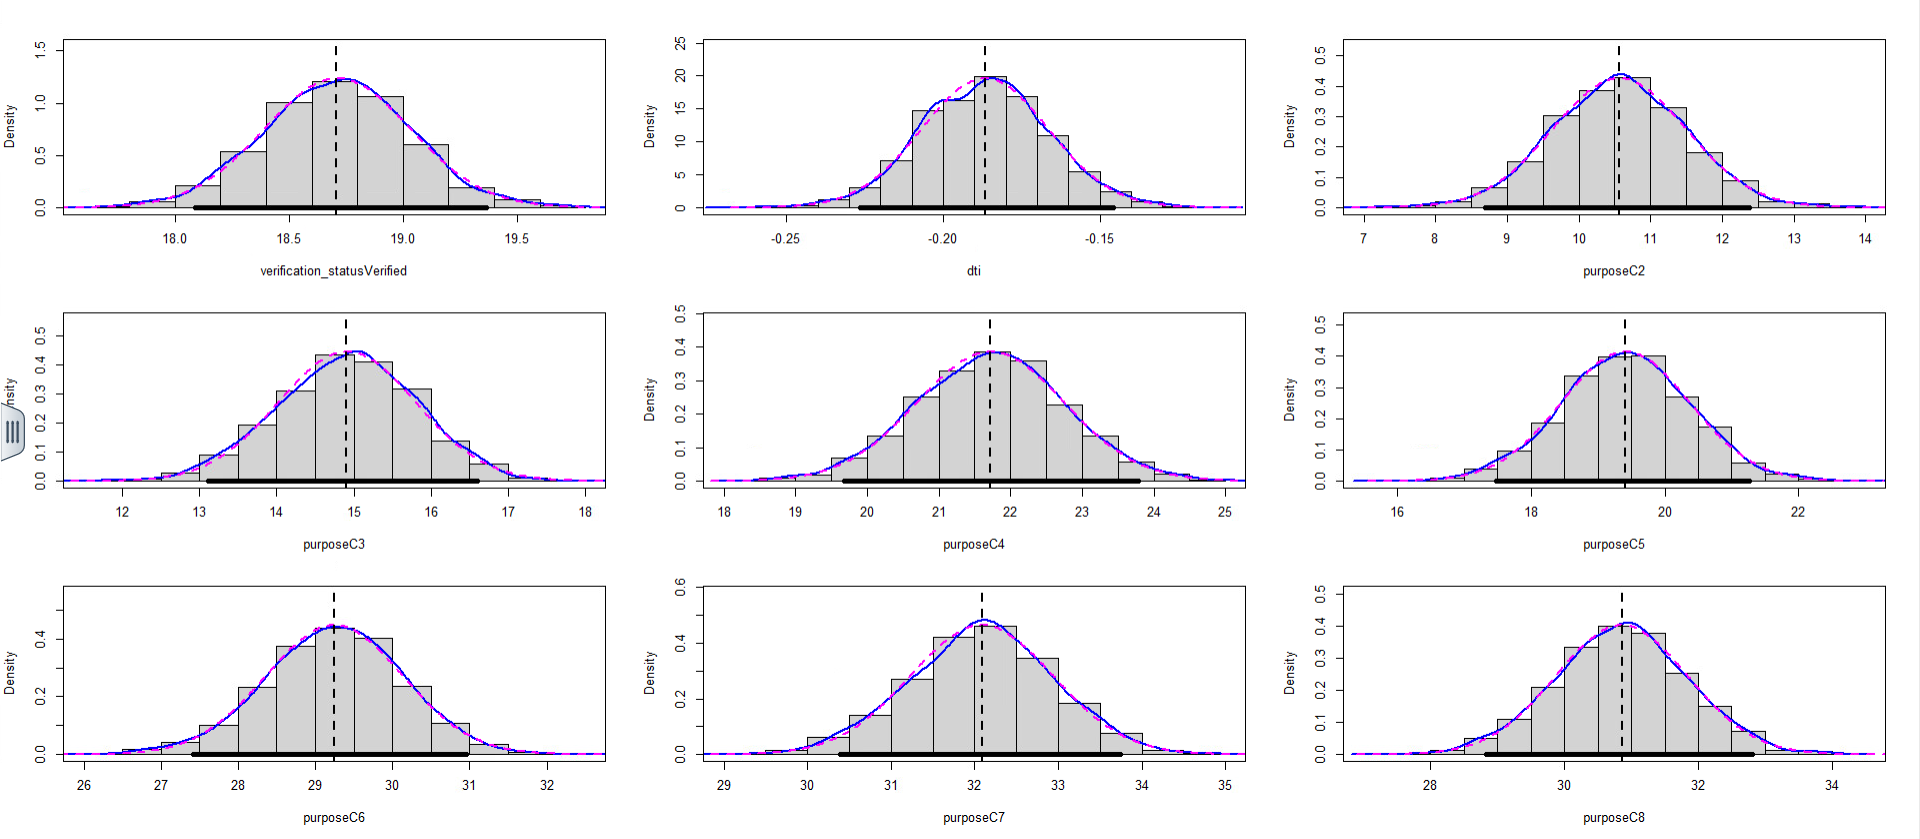 Density
0.0 0.5 1.0 1.5
18.0 18.5 19.0 19.5
verification_statusVerified
Density
0 5 10 15 20 25
-0.25 -0.20 -0.15
dti
Density
0.0 0.1 0.2 0.3 0.4 0.5
7 8 9 10 11 12 13 14
purposeC2
nsity
0.0 0.1 0.2 0.3 0.4 0.5
12 13 14 15 16 17 18
purposeC3
Density
0.0 0.1 0.2 0.3 0.4 0.5
18 19 20 21 22 23 24 25
purposeC4
Density
0.0 0.1 0.2 0.3 0.4 0.5
16 18 20 22
purposeC5
Density
0.0 0.2 0.4
26 27 28 29 30 31 32
purposeC6
Density
0.0 0.2 0.4 0.6
29 30 31 32 33 34 35
purposeC7
Density
0.0 0.1 0.2 0.3 0.4 0.5
28 30 32 34
purposeC8